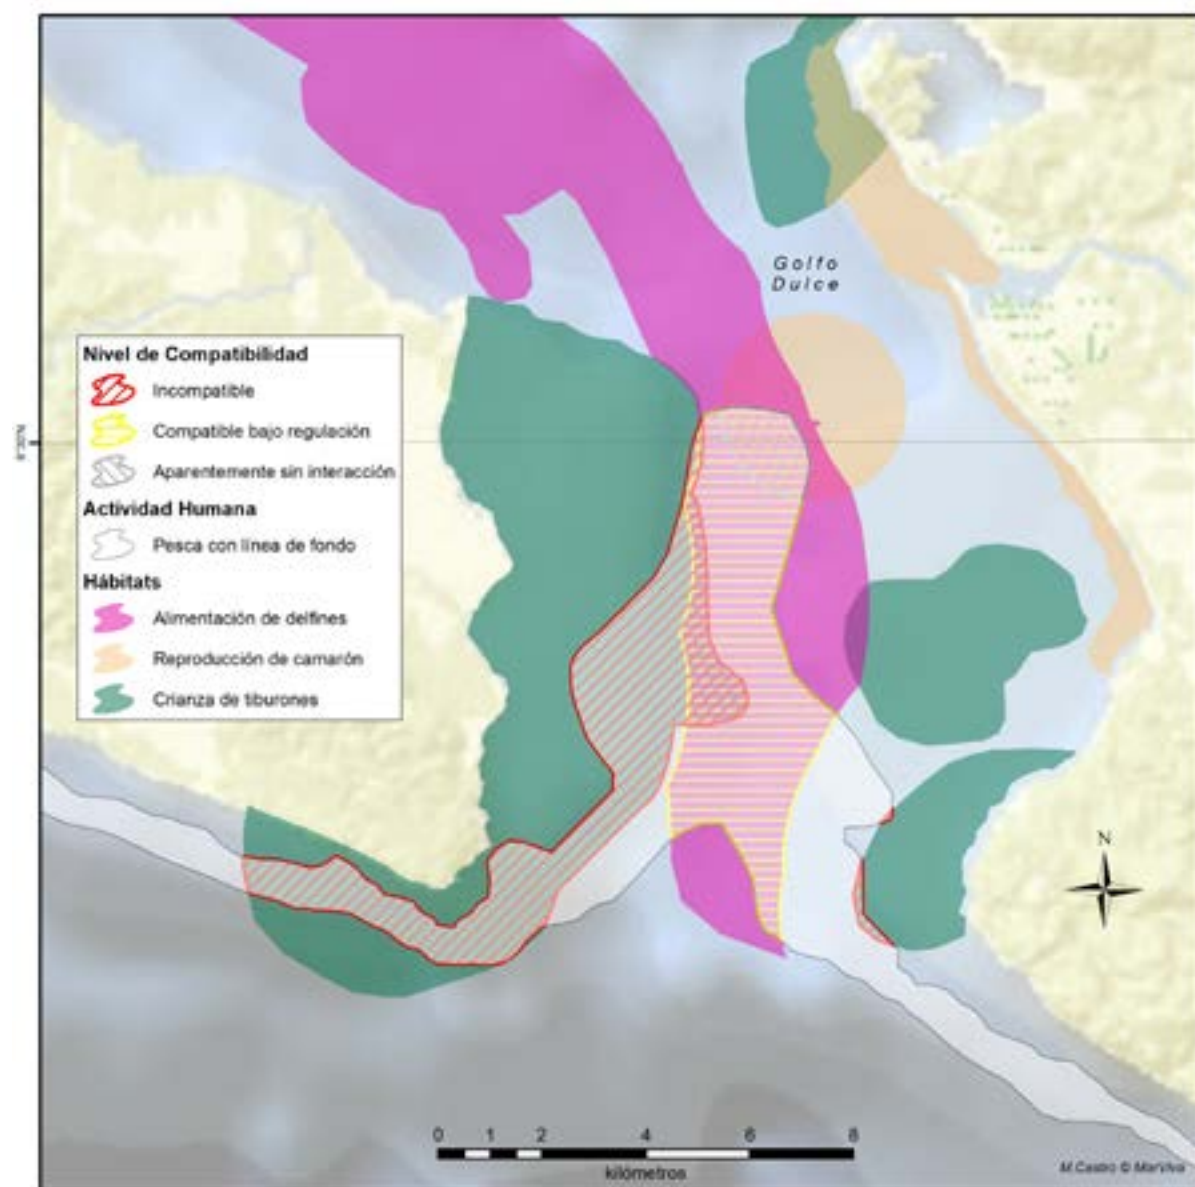 Golfo
Dulce
Nivel de Compatibilidad
Incompatible
Compatible bajo regulación
Aparentemente sin interacción
Actividad Humana
Pesca con línea de fondo
Hábitats
Alimentación de delfines
Reproducción de camarón
Crianza de tiburones
N
0 1 2 4 6 8
kilómetros
M.Castro © MarViva